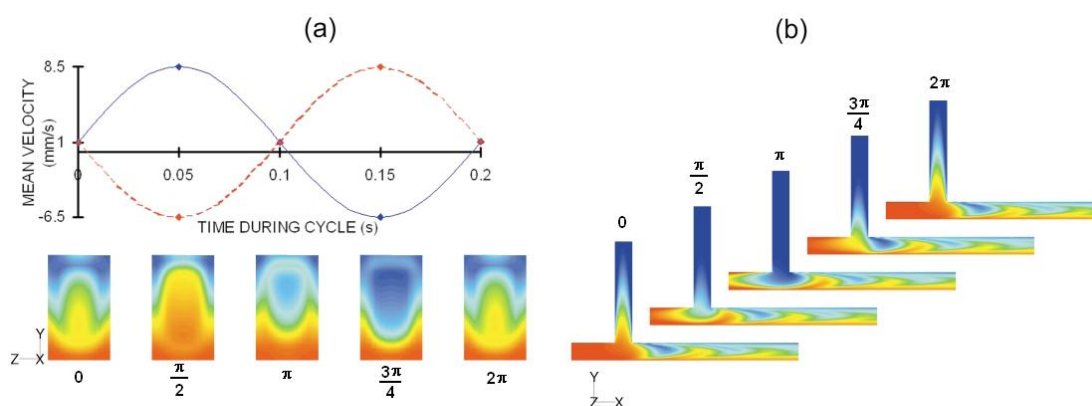 (a)
8.5
1
-6.5
MEAN VELOCITY
(mm/s)
0
0.05
0.1
0.15
0.2
TIME DURING CYCLE (s)
Y
Z X
0
π
2
π
3π
4
2π
(b)
0
π
2
π
3π
4
2π
Y
Z X